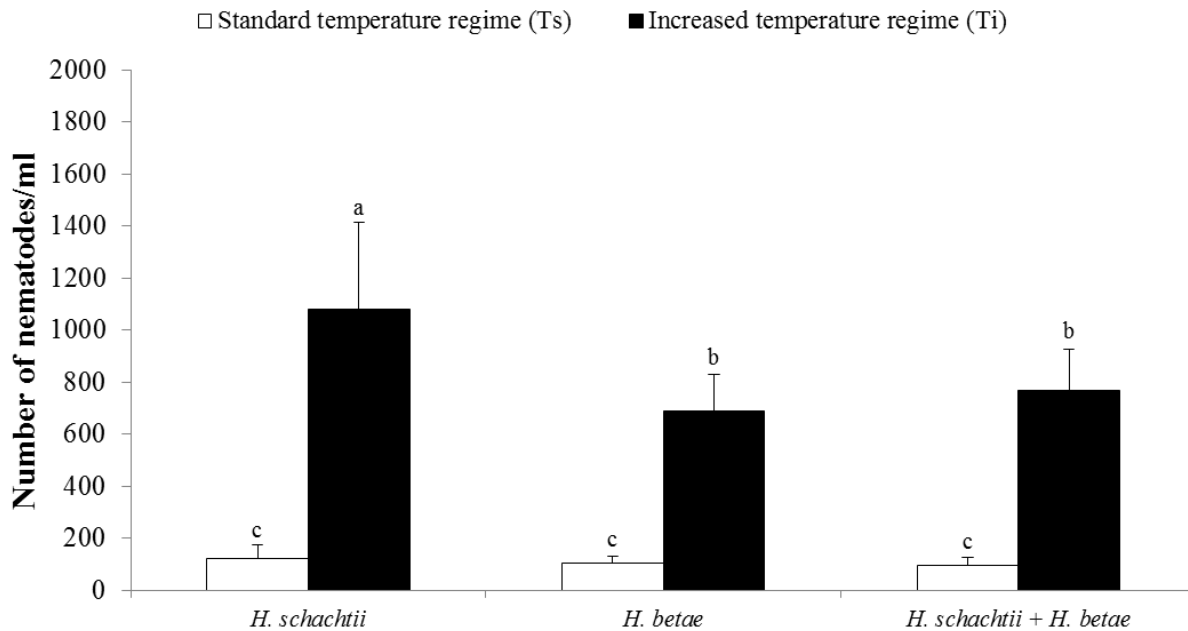 Standard temperature regime (Ts) Increased temperature regime (Ti)
Number of nematodes/ml
2000
1800
1600
1400
1200
1000
800
600
400
200
0
a
b
b
c
c
c
H. schachtii H. betae H. schachtii + H. betae